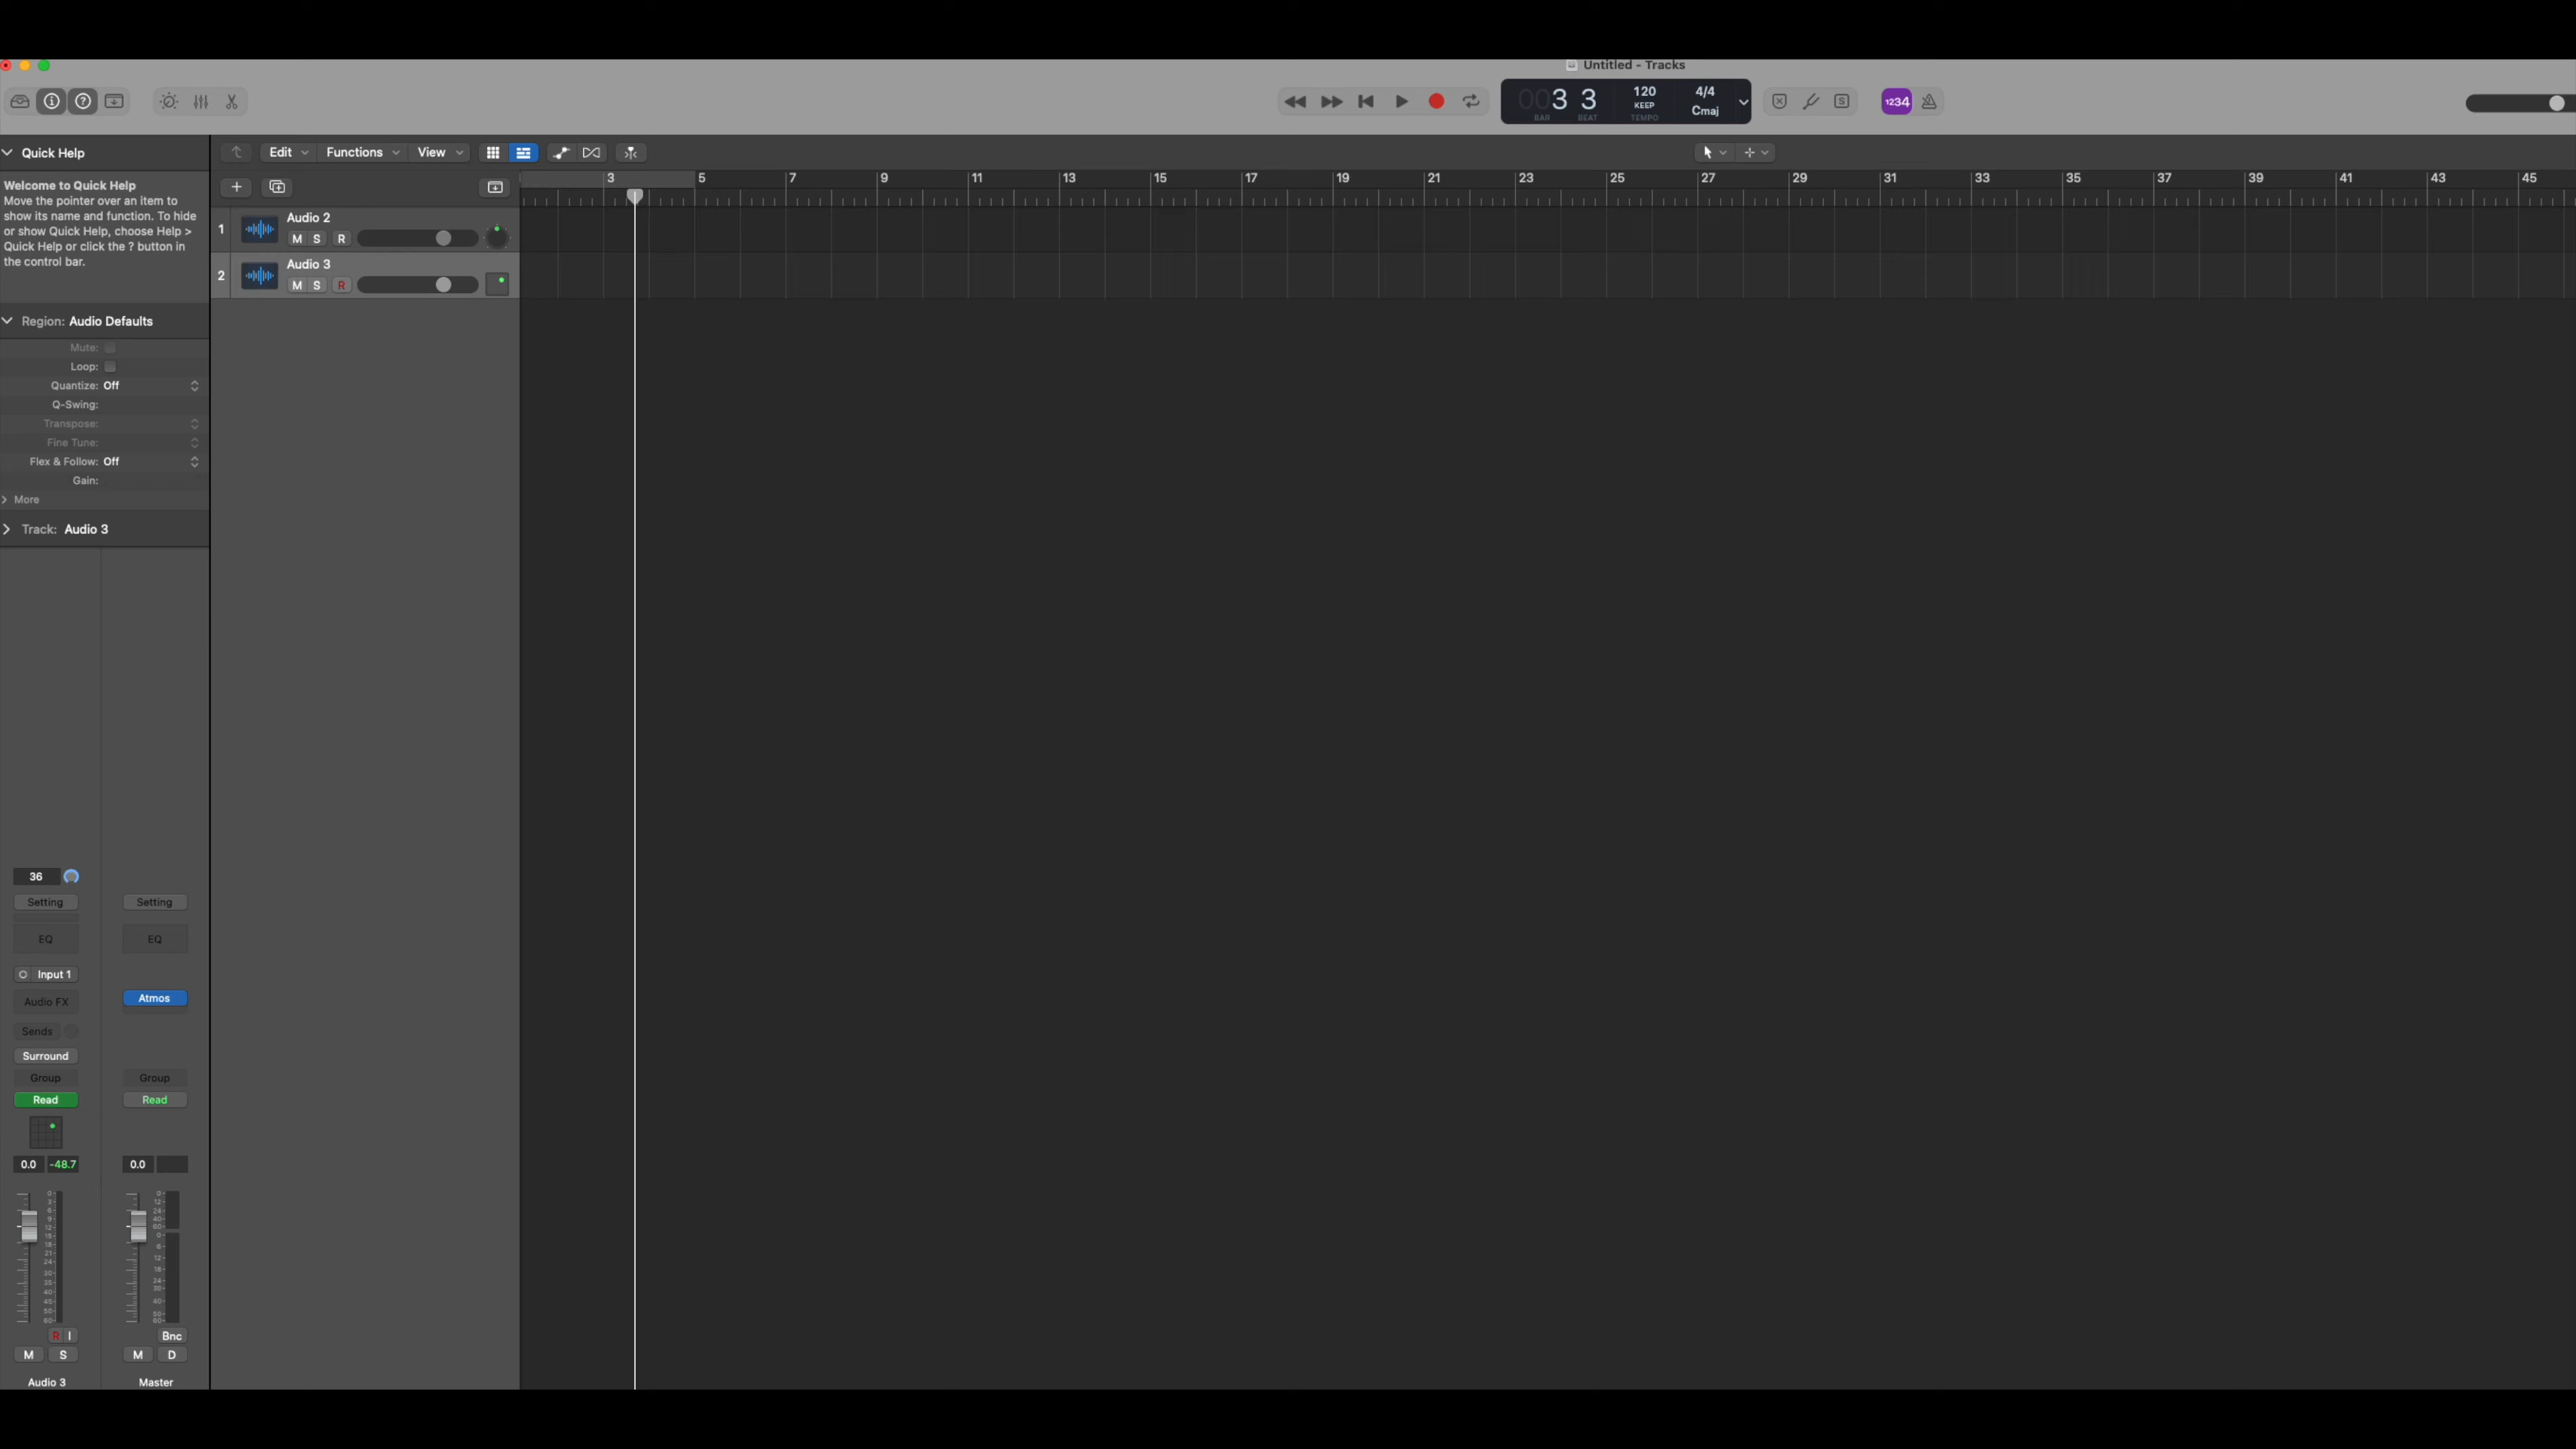 Untitled - Tracks
003 3
BAR BEAT
120
KEEP
TEMPO
4/4
Cmaj
S
1234
Quick Help
Edit Functions View
Welcome to Quick Help
Move the pointer over an item to
show its name and function. To hide
or show Quick Help, choose Help >
Quick Help or click the ? button in
the control bar.
3 5 7 9 11 13 15 17 19 21 23 25 27 29 31 33 35 37 39 41 43 45
1 Audio 2
M S R
2 Audio 3
M S R
Region: Audio Defaults
Mute:
Loop:
Quantize: Off
Q-Swing:
Transpose:
Fine Tune:
Flex & Follow: Off
Gain:
More
Track: Audio 3
36
Setting Setting
EQ EQ
Input 1
Audio FX Atmos
Sends
Surround
Group Group
Read Read
0.0 -48.7 0.0
R I Bnc
M S M D
Audio 3 Master